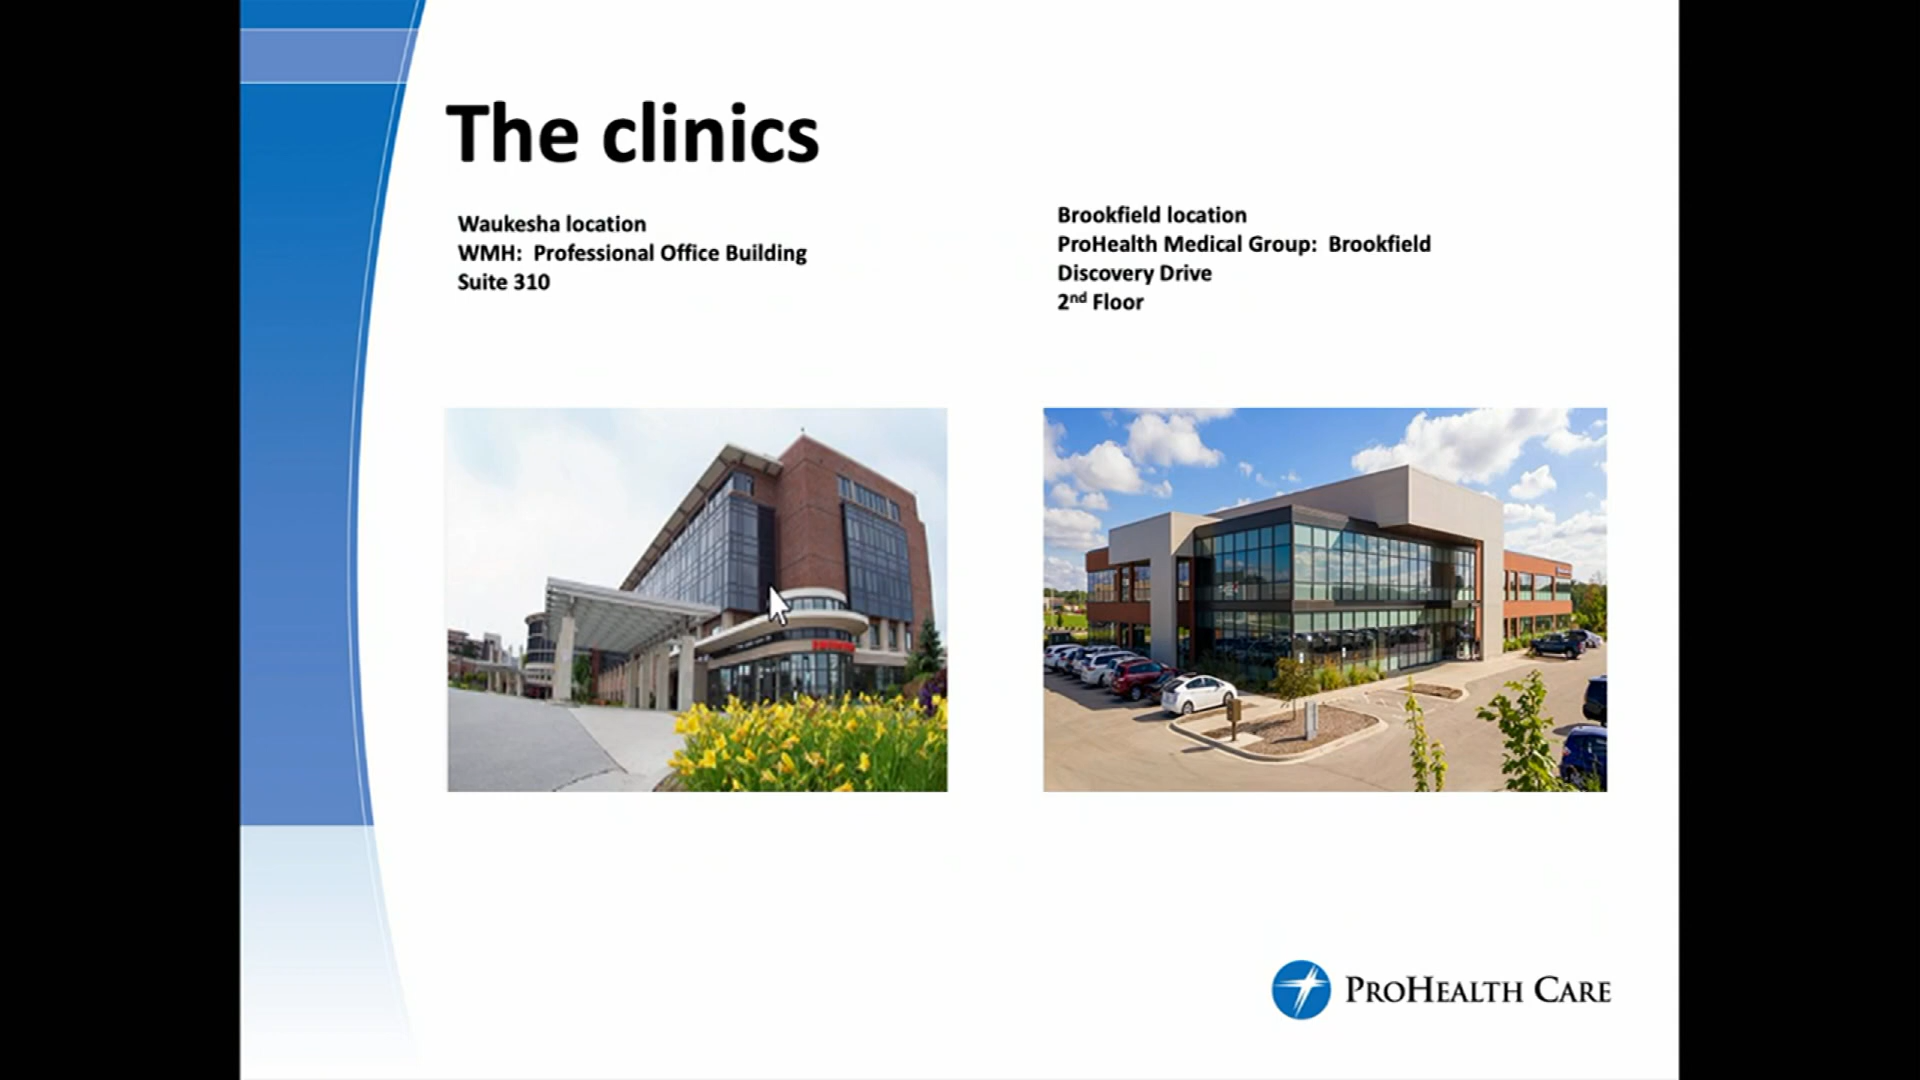 The clinics
Waukesha location
WMH:  Professional Office Building
Suite 310
Brookfield location
ProHealth Medical Group:  Brookfield
Discovery Drive
2nd Floor
PROHEALTH CARE